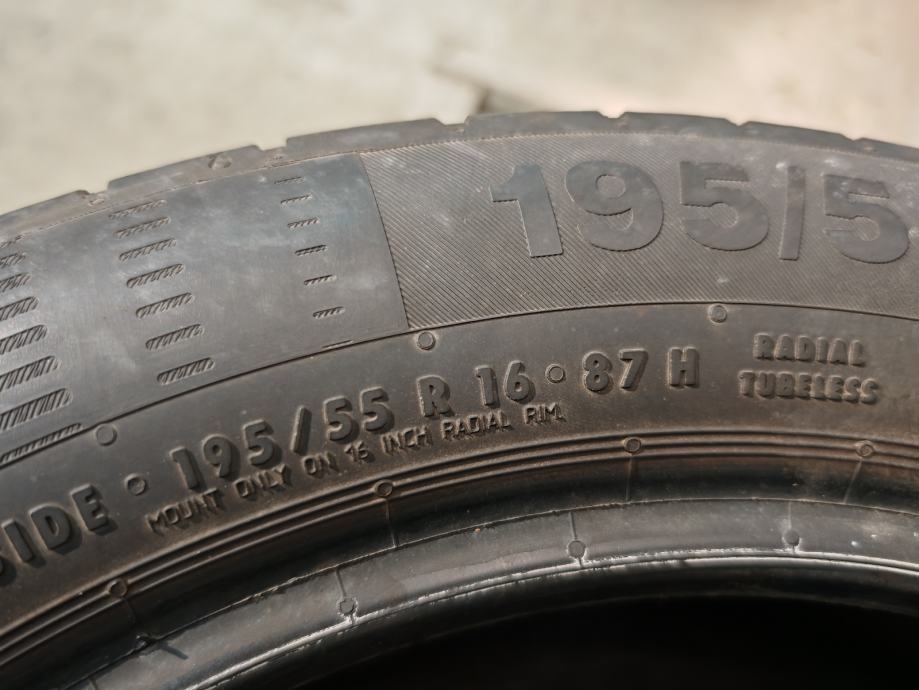 195/5
SIDE • 195/55 R 16 • 87 H
MOUNT ONLY ON 16 INCH RADIAL RIM.
RADIAL
TUBELESS